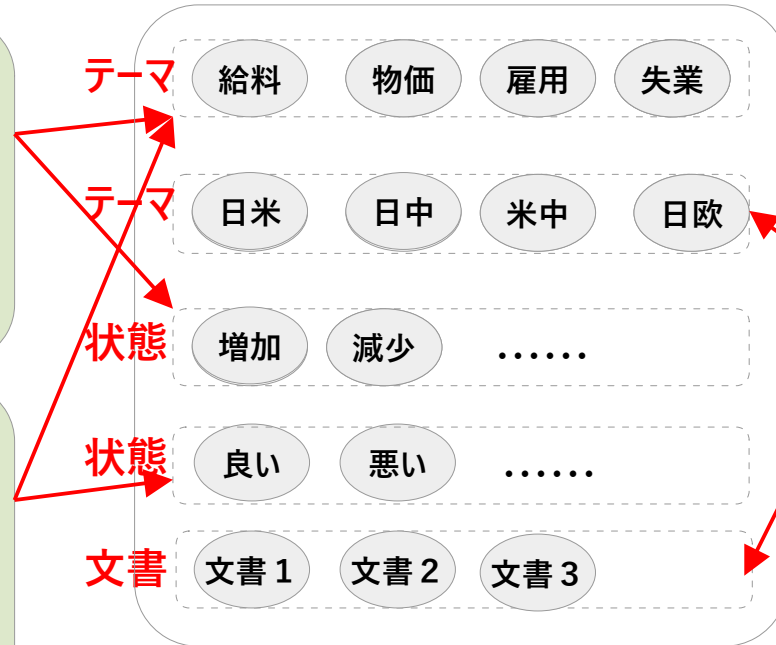 テーマ 給料 物価 雇用 失業
テーマ 日米 日中 米中 日欧
状態 増加 減少 ……
状態 良い 悪い ……
文書 文書1 文書2 文書3